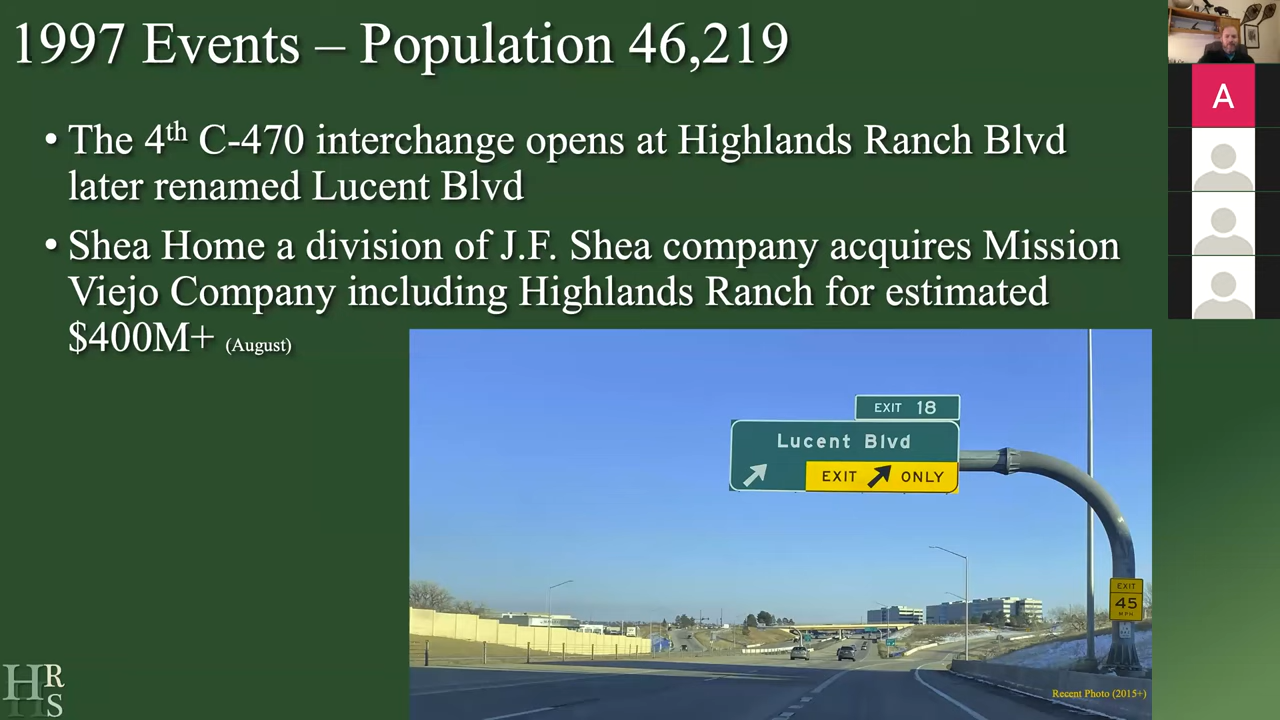 1997 Events – Population 46,219
• The 4th C-470 interchange opens at Highlands Ranch Blvd
later renamed Lucent Blvd
• Shea Home a division of J.F. Shea company acquires Mission
Viejo Company including Highlands Ranch for estimated
$400M+ (August)
EXIT 18
Lucent Blvd
EXIT ONLY
EXIT
45
MPH
Recent Photo (2015+)
HRS
A